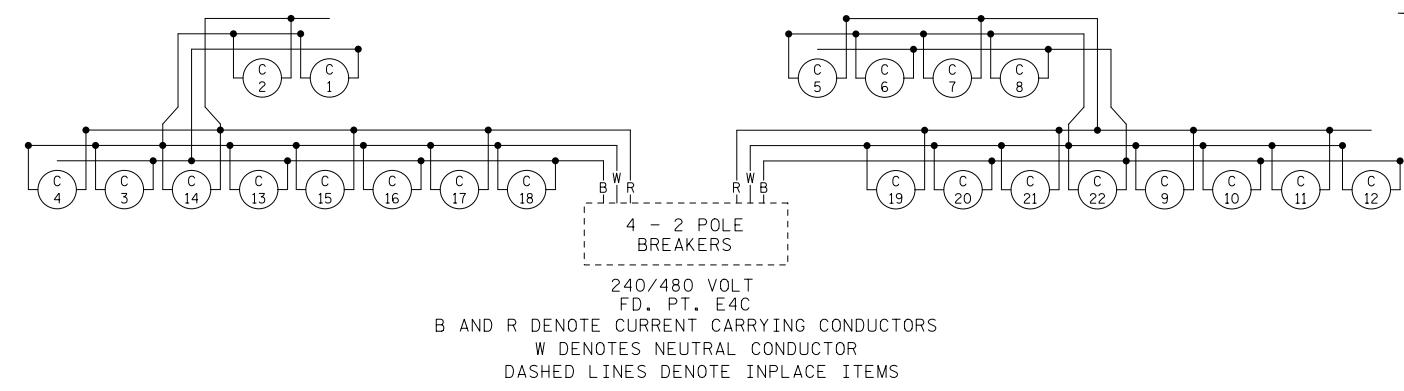 C 2
C 1
C 5
C 6
C 7
C 8
C 4
C 3
C 14
C 13
C 15
C 16
C 17
C 18
B W R
R W B
C 19
C 20
C 21
C 22
C 9
C 10
C 11
C 12
4 - 2 POLE
BREAKERS
240/480 VOLT
FD. PT. E4C
B AND R DENOTE CURRENT CARRYING CONDUCTORS
W DENOTES NEUTRAL CONDUCTOR
DASHED LINES DENOTE INPLACE ITEMS